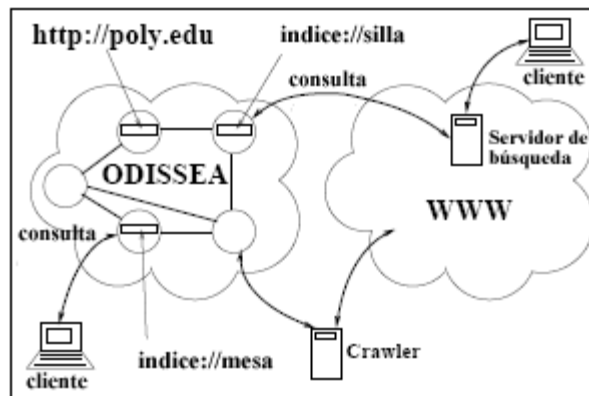 http://poly.edu
indice://silla
cliente
consulta
Servidor de
búsqueda
ODISSEA
WWW
consulta
cliente
indice://mesa
Crawler